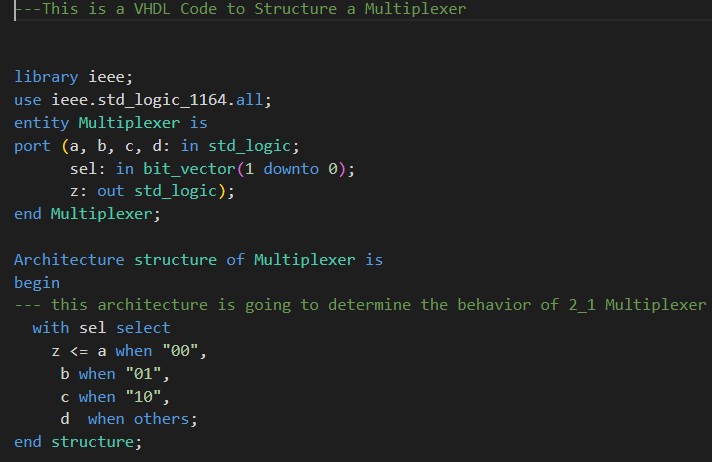 ---This is a VHDL Code to Structure a Multiplexer
library ieee;
use ieee.std_logic_1164.all;
entity Multiplexer is
port (a, b, c, d: in std_logic;
sel: in bit_vector(1 downto 0);
z: out std_logic);
end Multiplexer;
Architecture structure of Multiplexer is
begin
--- this architecture is going to determine the behavior of 2_1 Multiplexer
with sel select
z <= a when "00",
b when "01",
c when "10",
d  when others;
end structure;